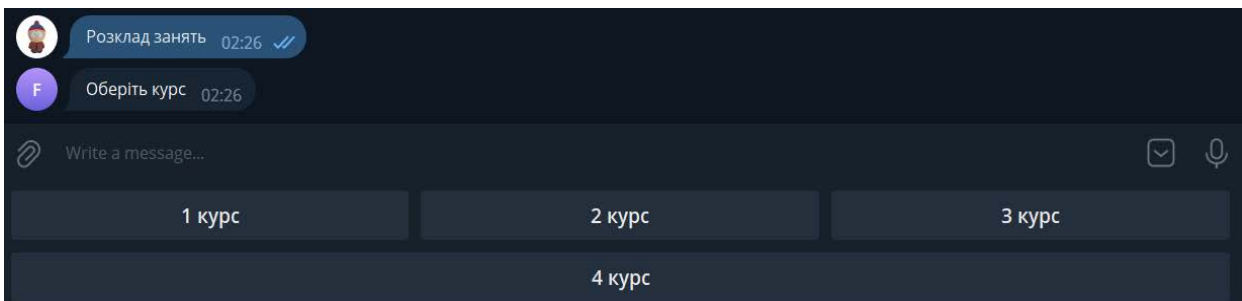 Розклад занять 02:26
F
Оберіть курс 02:26
Write a message...
1 курс 2 курс 3 курс
4 курс